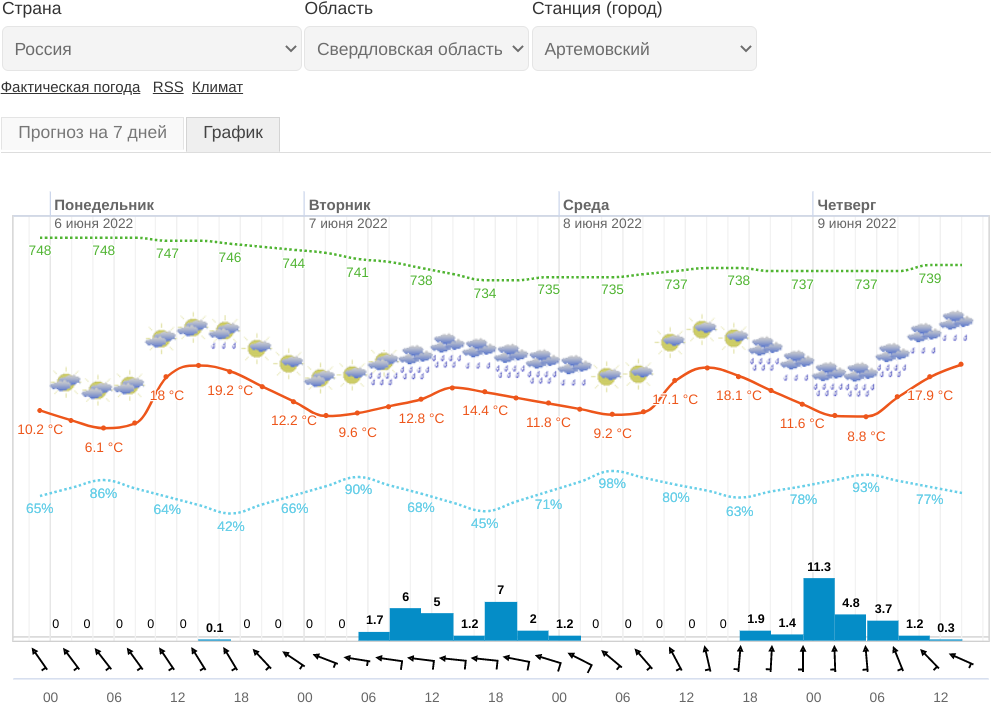 Страна Область Станция (город)
Россия Свердловская область Артемовский
Фактическая погода RSS Климат
Прогноз на 7 дней График
Понедельник Вторник Среда Четверг
6 июня 2022 7 июня 2022 8 июня 2022 9 июня 2022
748 748 747 746 744 741 738 734 735 735 737 738 737 737 739
10.2 °C 6.1 °C 18 °C 19.2 °C 12.2 °C 9.6 °C 12.8 °C 14.4 °C 11.8 °C 9.2 °C 17.1 °C 18.1 °C 11.6 °C 8.8 °C 17.9 °C
65% 86% 64% 42% 66% 90% 68% 45% 71% 98% 80% 63% 78% 93% 77%
0 0 0 0 0 0.1 0 0 0 0 1.7 6 5 1.2 7 2 1.2 0 0 0 0 0 1.9 1.4 11.3 4.8 3.7 1.2 0.3
00 06 12 18 00 06 12 18 00 06 12 18 00 06 12